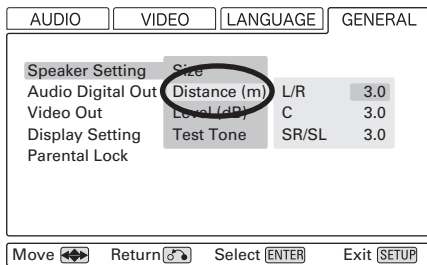 AUDIO VIDEO LANGUAGE GENERAL
Speaker Setting Size
Audio Digital Out Distance (m) L/R 3.0
Video Out Level (dB) C 3.0
Display Setting Test Tone SR/SL 3.0
Parental Lock
Move Return Select ENTER Exit SETUP